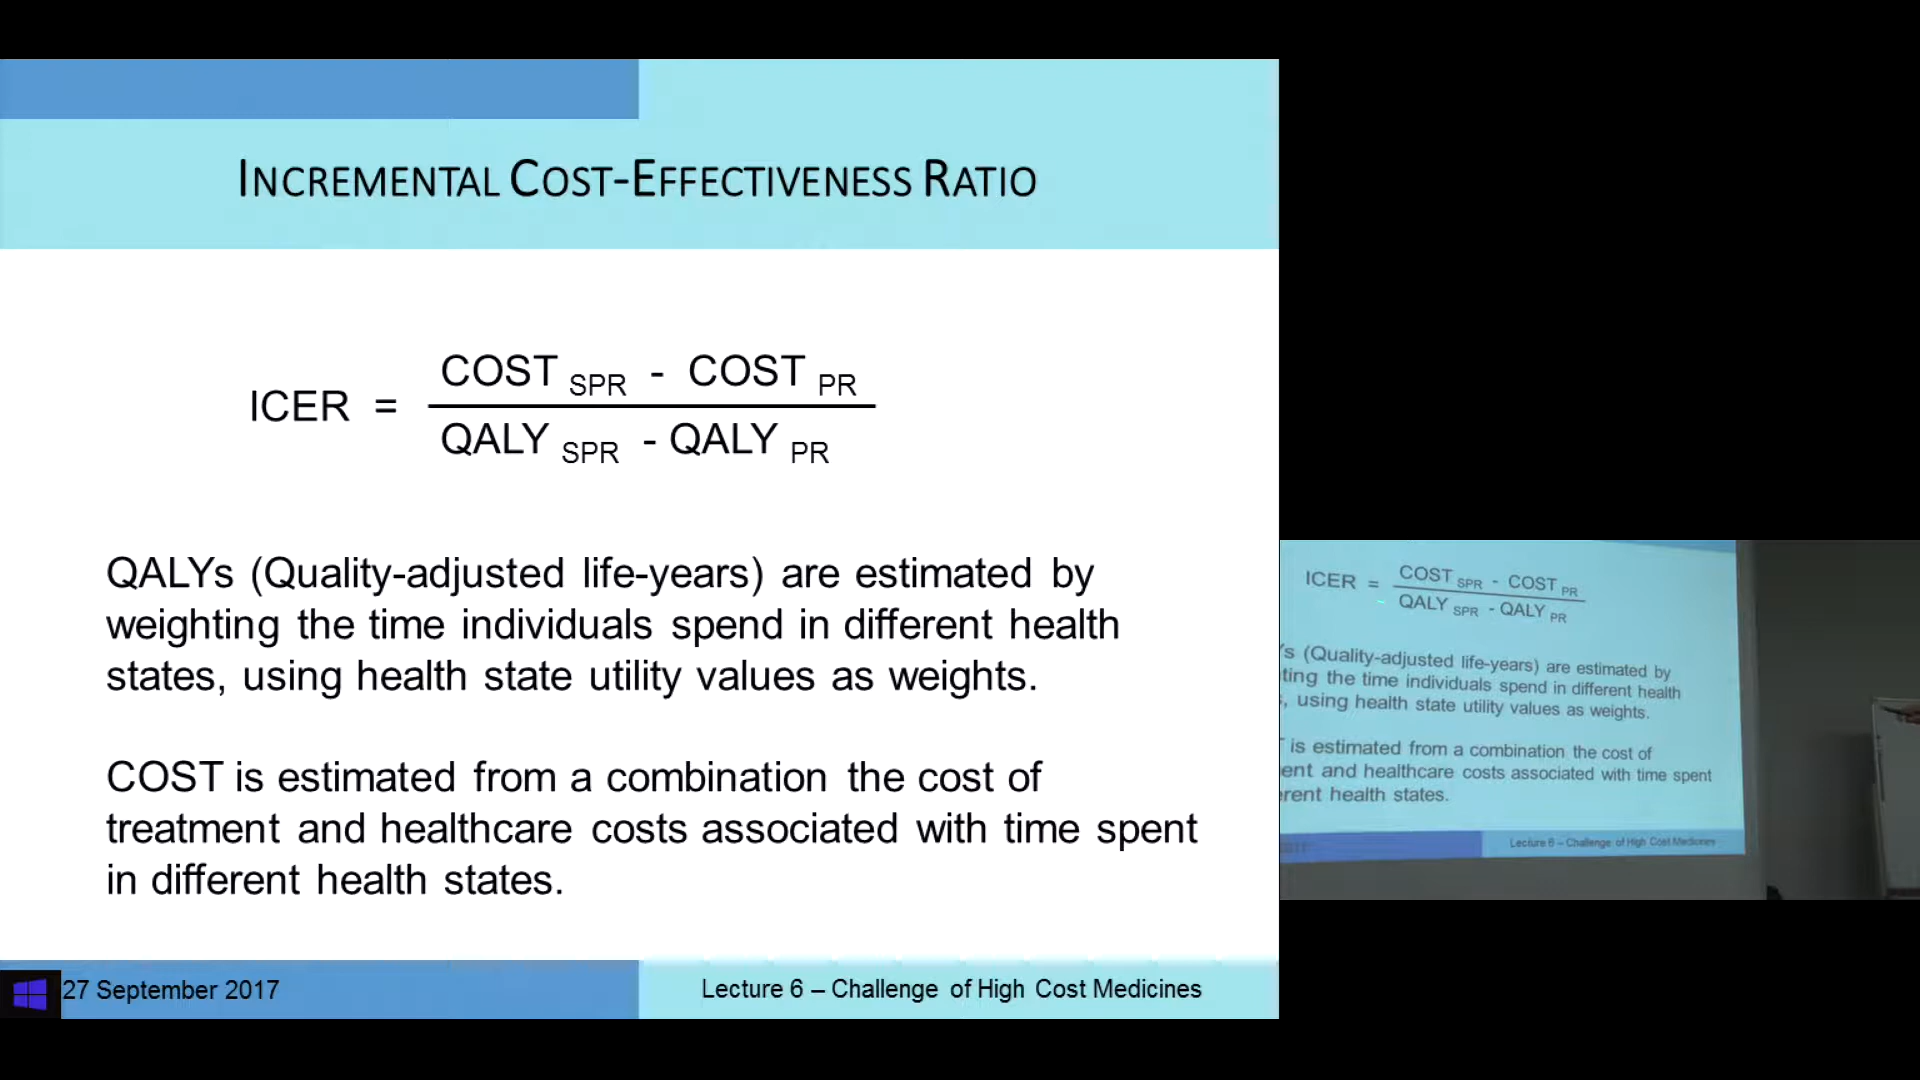 INCREMENTAL COST-EFFECTIVENESS RATIO
ICER = COST SPR - COST PR
QALY SPR - QALY PR
QALYs (Quality-adjusted life-years) are estimated by
weighting the time individuals spend in different health
states, using health state utility values as weights.
COST is estimated from a combination the cost of
treatment and healthcare costs associated with time spent
in different health states.
27 September 2017
Lecture 6 – Challenge of High Cost Medicines
ICER = COST SPR - COST PR
QALY SPR - QALY PR
's (Quality-adjusted life-years) are estimated by
ting the time individuals spend in different health
, using health state utility values as weights.
is estimated from a combination the cost of
ent and healthcare costs associated with time spent
rent health states.
Lecture 6 – Challenge of High Cost Medicines